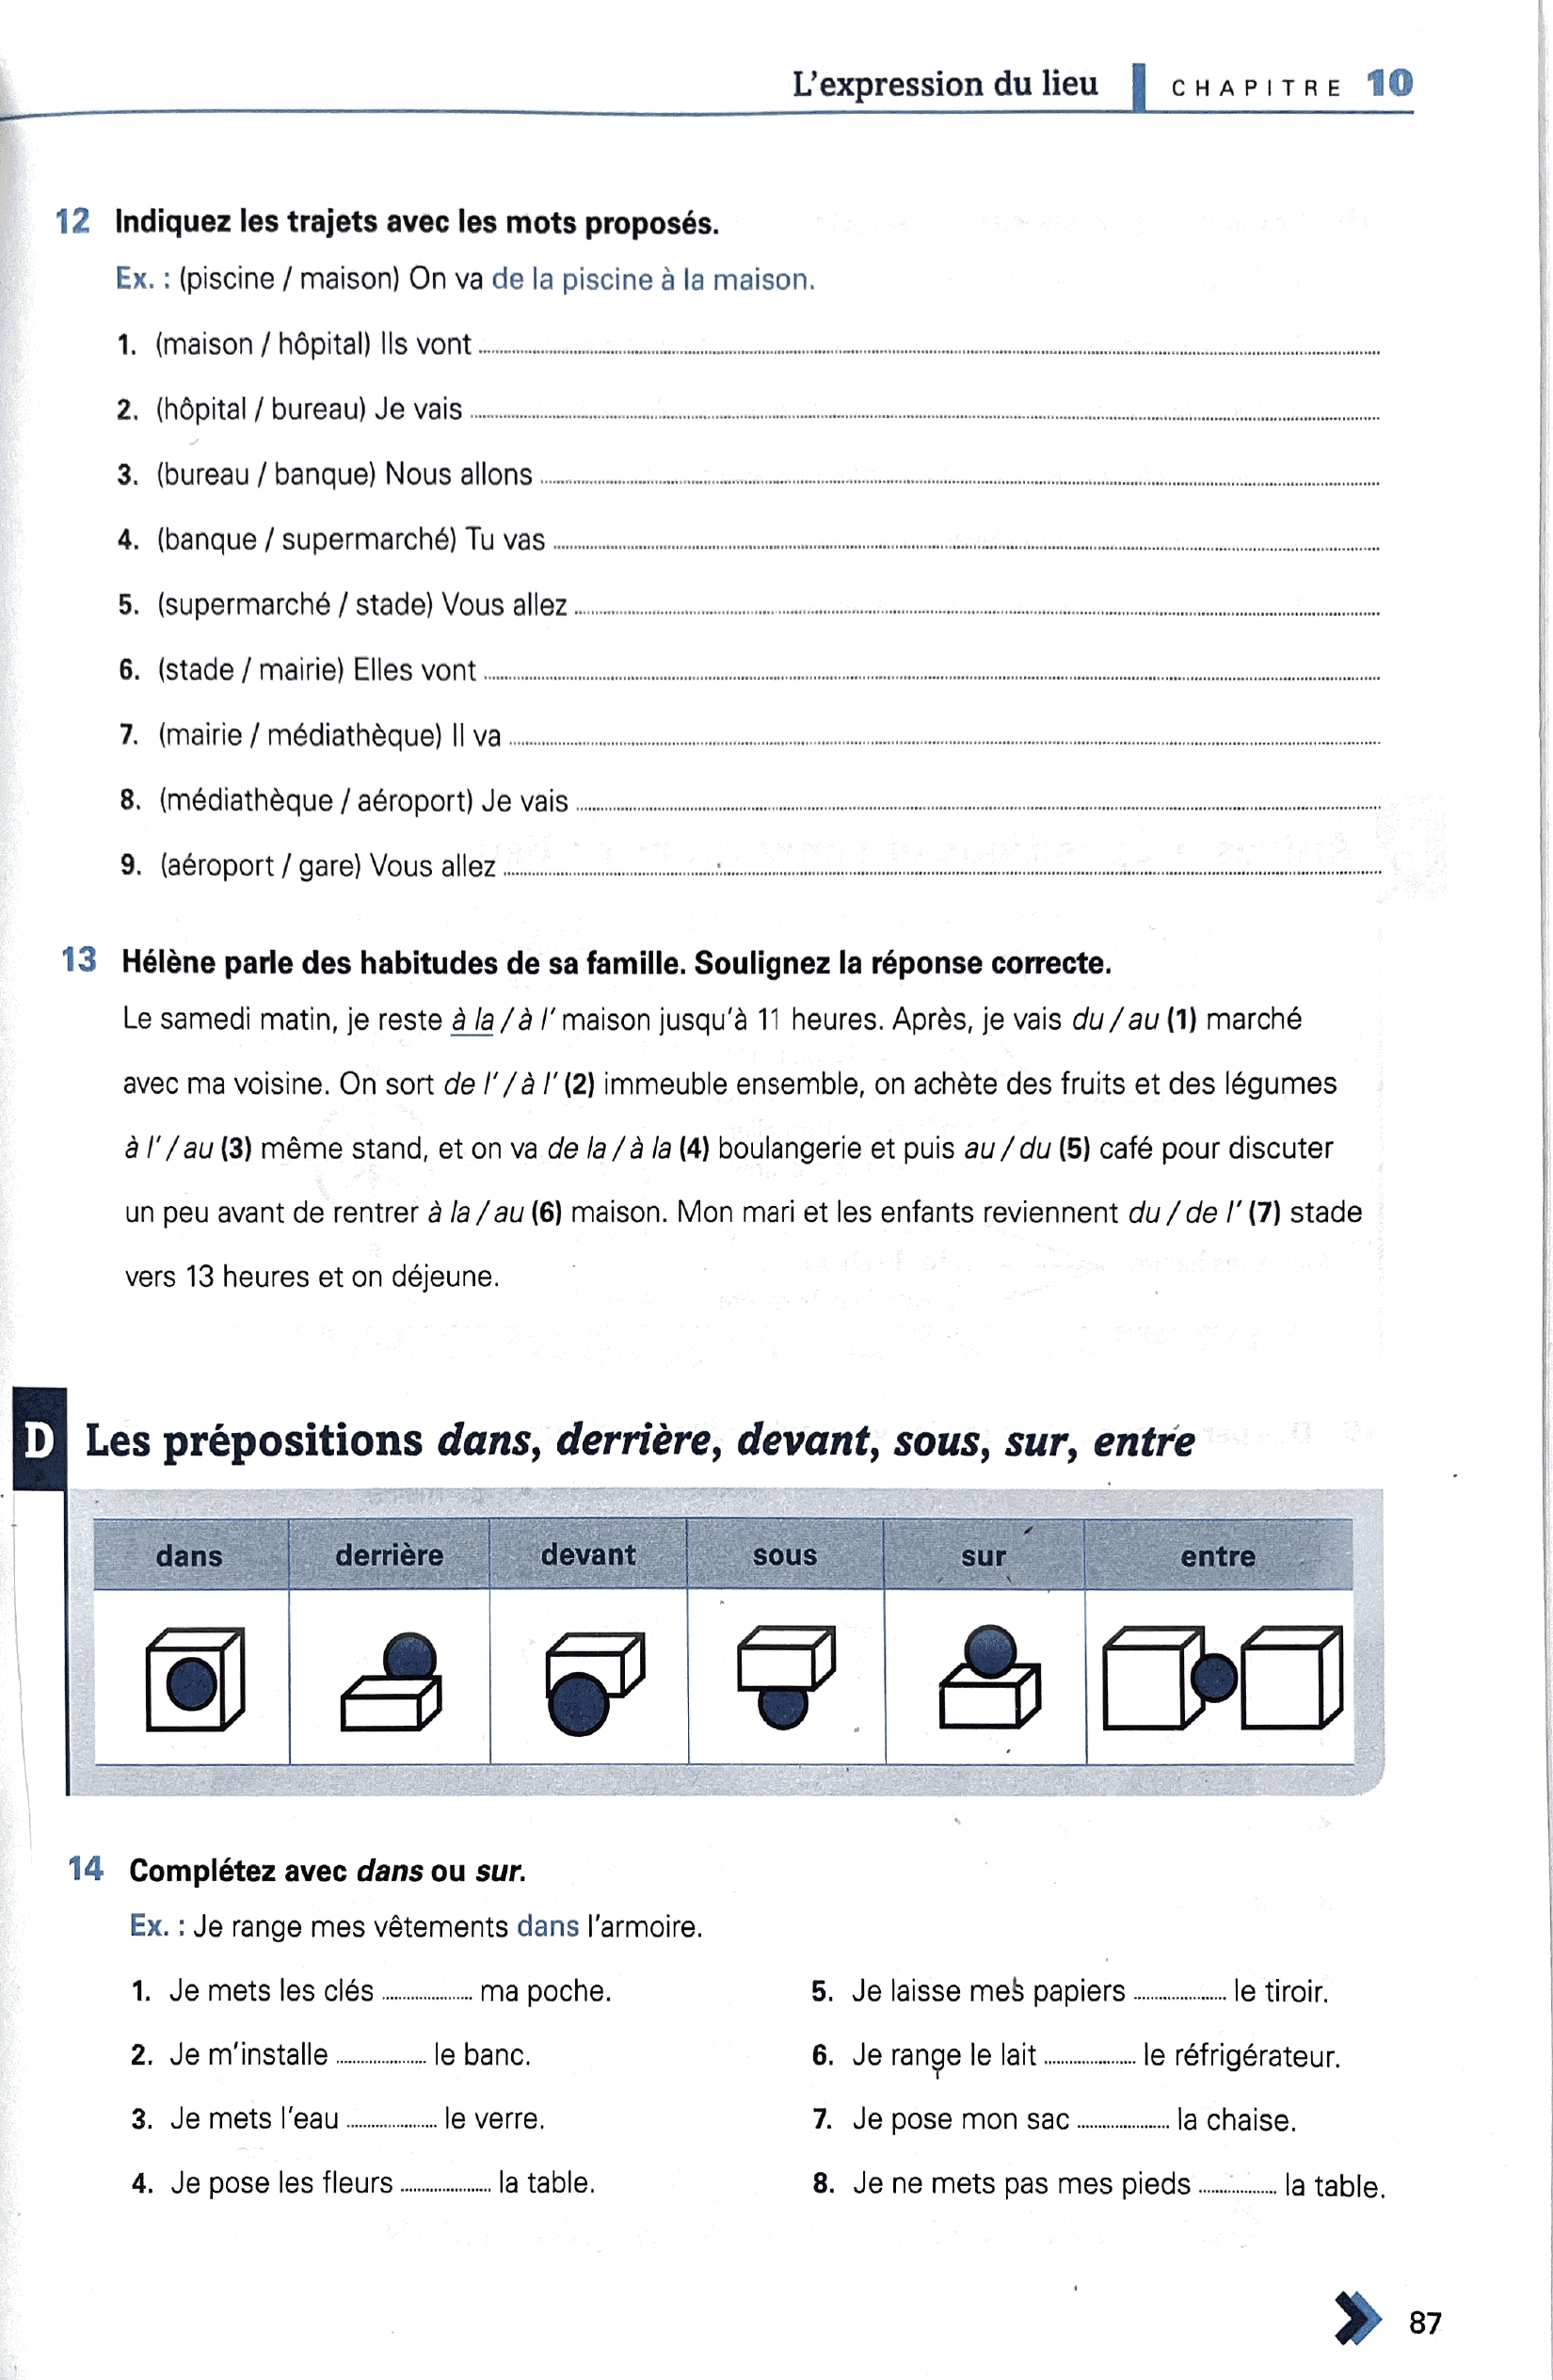 L'expression du lieu | CHAPITRE 10
12 Indiquez les trajets avec les mots proposés.
Ex. : (piscine / maison) On va de la piscine à la maison.
1. (maison / hôpital) Ils vont
2. (hôpital / bureau) Je vais
3. (bureau / banque) Nous allons
4. (banque / supermarché) Tu vas
5. (supermarché / stade) Vous allez
6. (stade / mairie) Elles vont
7. (mairie / médiathèque) Il va
8. (médiathèque / aéroport) Je vais
9. (aéroport / gare) Vous allez
13 Hélène parle des habitudes de sa famille. Soulignez la réponse correcte.
Le samedi matin, je reste à la / à l' maison jusqu'à 11 heures. Après, je vais du / au (1) marché
avec ma voisine. On sort de l' / à l' (2) immeuble ensemble, on achète des fruits et des légumes
à l' / au (3) même stand, et on va de la / à la (4) boulangerie et puis au / du (5) café pour discuter
un peu avant de rentrer à la / au (6) maison. Mon mari et les enfants reviennent du / de l' (7) stade
vers 13 heures et on déjeune.
D Les prépositions dans, derrière, devant, sous, sur, entre
dans derrière devant sous sur entre
14 Complétez avec dans ou sur.
Ex. : Je range mes vêtements dans l'armoire.
1. Je mets les clés ............ ma poche.
2. Je m'installe ............ le banc.
3. Je mets l'eau ............ le verre.
4. Je pose les fleurs ............ la table.
5. Je laisse mes papiers ............ le tiroir.
6. Je range le lait ............ le réfrigérateur.
7. Je pose mon sac ............ la chaise.
8. Je ne mets pas mes pieds ............ la table.
87